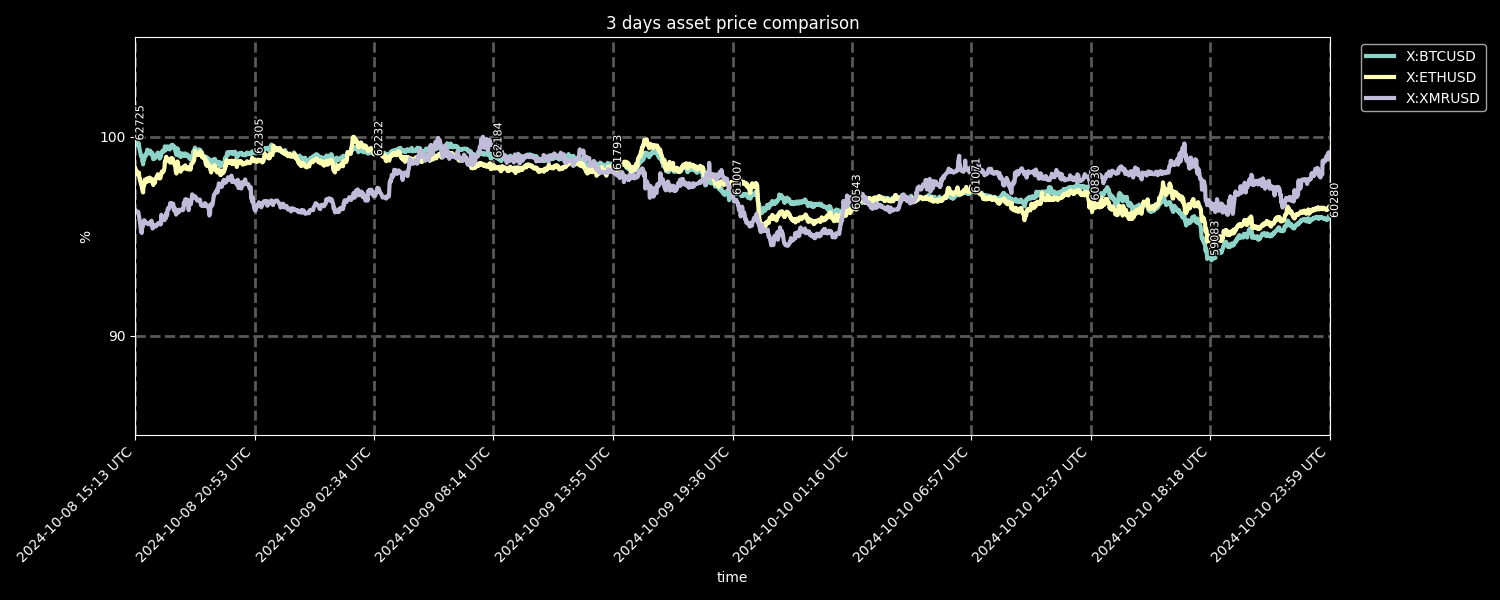 3 days asset price comparison
X:BTCUSD
X:ETHUSD
X:XMRUSD
62725
62305
62232
62184
61793
61007
60543
61071
60830
59083
60280
100
90
%
2024-10-08 15:13 UTC
2024-10-08 20:53 UTC
2024-10-09 02:34 UTC
2024-10-09 08:14 UTC
2024-10-09 13:55 UTC
2024-10-09 19:36 UTC
2024-10-10 01:16 UTC
2024-10-10 06:57 UTC
2024-10-10 12:37 UTC
2024-10-10 18:18 UTC
2024-10-10 23:59 UTC
time